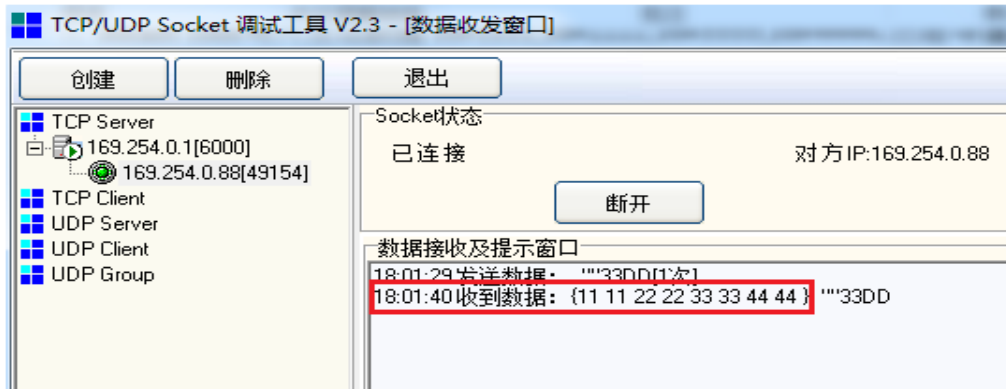 TCP/UDP Socket 调试工具 V2.3 - [数据收发窗口]
创建
删除
退出
TCP Server
169.254.0.1[6000]
169.254.0.88[49154]
TCP Client
UDP Server
UDP Client
UDP Group
Socket状态
已连接
对方IP:169.254.0.88
断开
数据接收及提示窗口
18:01:29 发送数据： ""33DD[1次]
18:01:40 收到数据：{11 11 22 22 33 33 44 44 } ""33DD